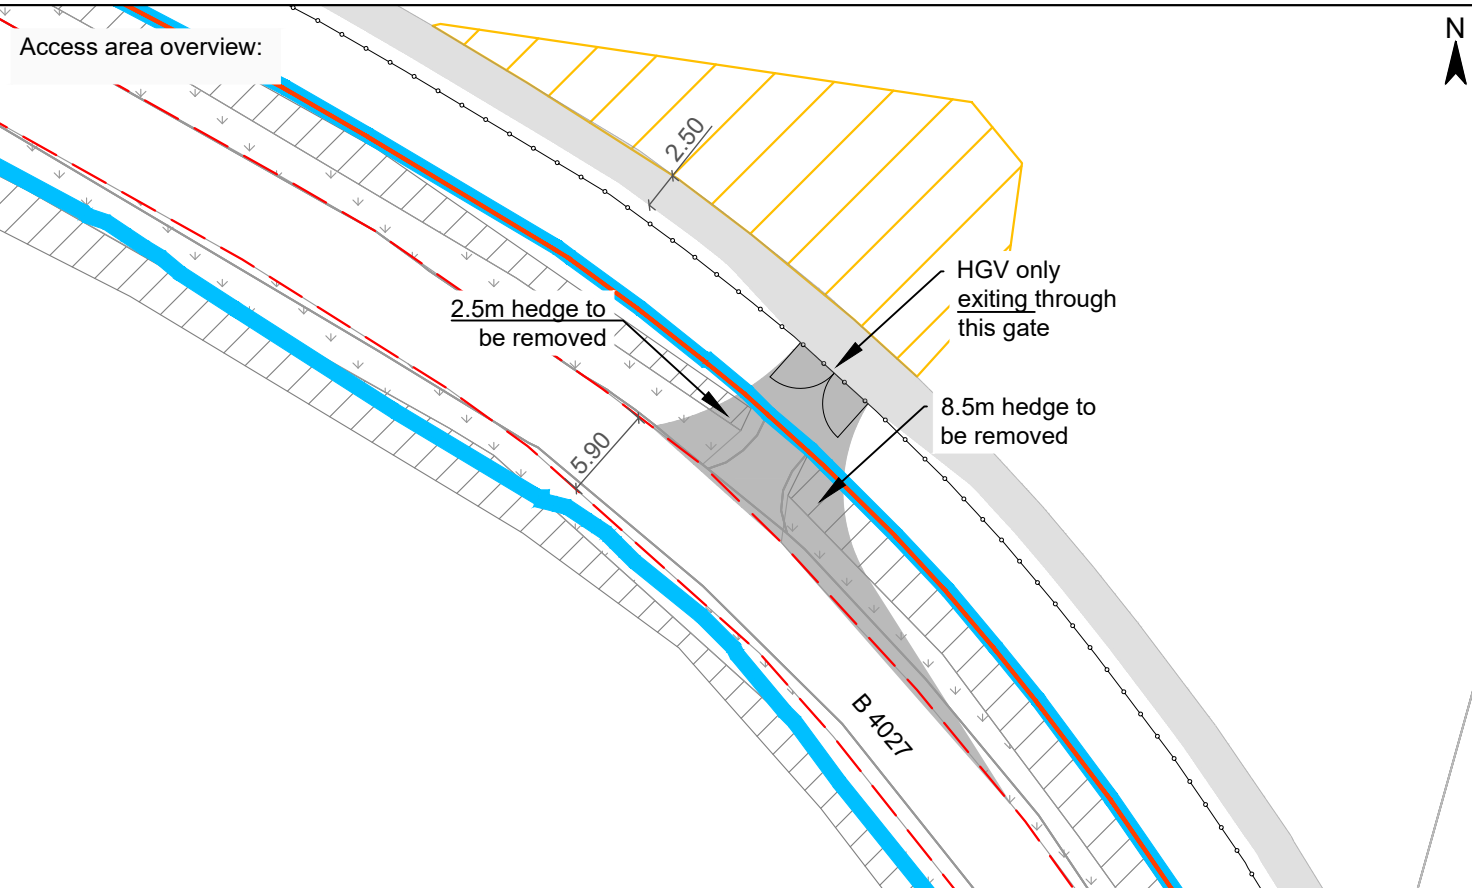 Access area overview:
N
2.50
HGV only
exiting through
this gate
2.5m hedge to
be removed
8.5m hedge to
be removed
5.90
B 4027